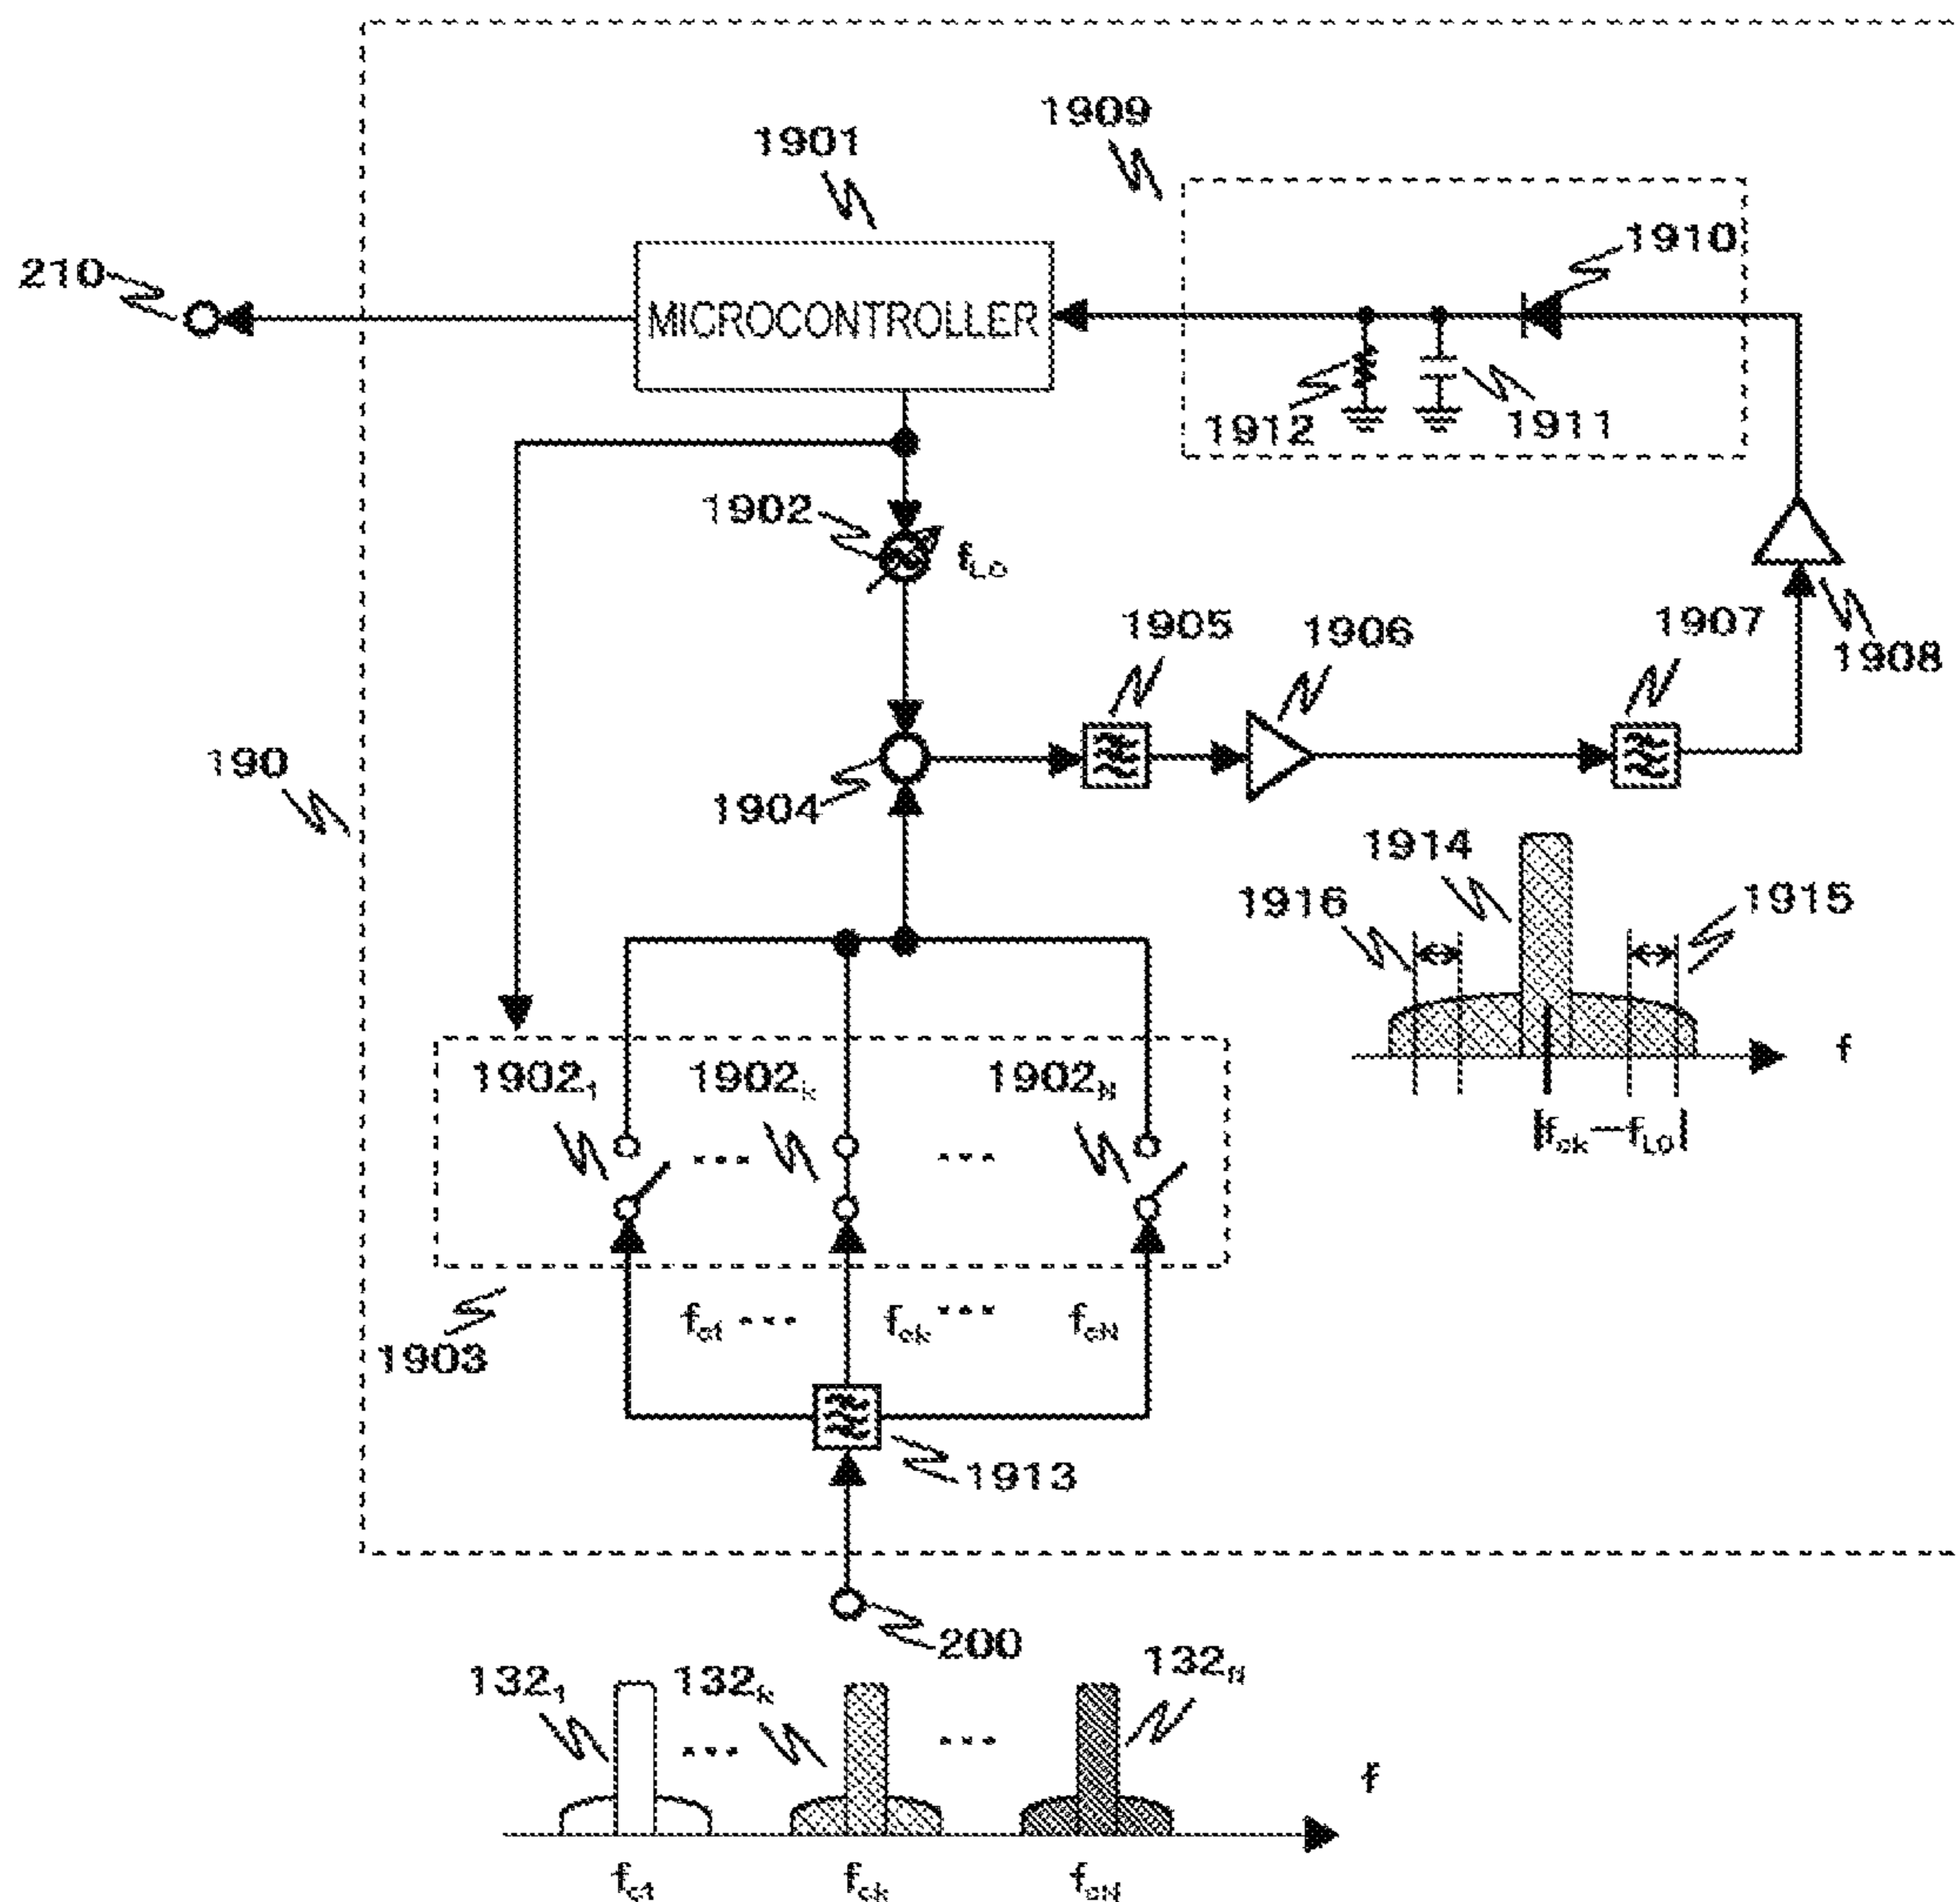 1909
1901
1910
210
MICROCONTROLLER
1912
1911
1902
f_LO
1905
1906
1907
1908
190
1904
1914
1916
1915
1902_1
1902_k
1902_N
...
...
f
|f_ck—f_LO|
f_c1 ...
f_ck ...
f_cN
1903
1913
200
132_1
132_k
132_N
...
...
f
f_c1
f_ck
f_cN